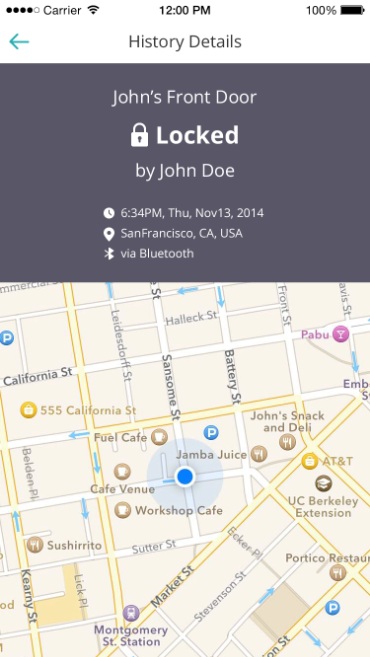 Carrier 12:00 PM 100%
History Details
John's Front Door
Locked
by John Doe
6:34PM, Thu, Nov13, 2014
SanFrancisco, CA, USA
via Bluetooth
Front St
Leidesdorff St
Halleck St
P
Pabu
California St
Sansome St
Battery St
555 California St
John's Snack
and Deli
Fuel Cafe
P
Jamba Juice
AT&T
Belden Pl
Cafe Venue
UC Berkeley
Extension
Workshop Cafe
Sushirrito
Sutter St
Ecker Pl
Portico Restaur
Kearny St
Lick Pl
Market St
Stevenson St
P
Montgomery
St. Station